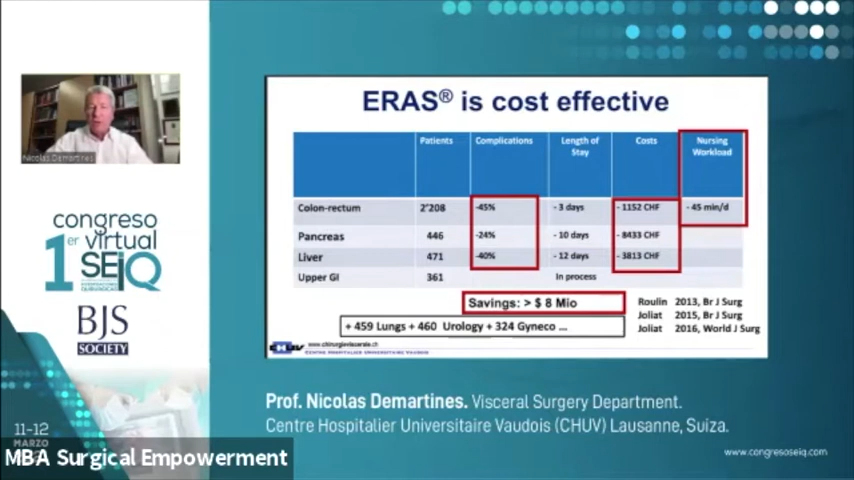 Nicolas Demartines
congreso
1er virtual
SEIQ
BJS
SOCIETY
11-12
MARZO
MBA Surgical Empowerment
ERAS® is cost effective
Patients Complications Length of Stay Costs Nursing Workload
Colon-rectum 2'208 -45% - 3 days - 1152 CHF - 45 min/d
Pancreas 446 -24% - 10 days - 8433 CHF
Liver 471 -40% - 12 days - 3813 CHF
Upper GI 361 In process
Savings: > $ 8 Mio
+ 459 Lungs + 460 Urology + 324 Gyneco ...
Roulin 2013, Br J Surg
Joliat 2015, Br J Surg
Joliat 2016, World J Surg
CHUV www.chirurgieviscerale.ch
CENTRE HOSPITALIER UNIVERSITAIRE VAUDOIS
Prof. Nicolas Demartines. Visceral Surgery Department.
Centre Hospitalier Universitaire Vaudois (CHUV) Lausanne, Suiza.
www.congresoseiq.com